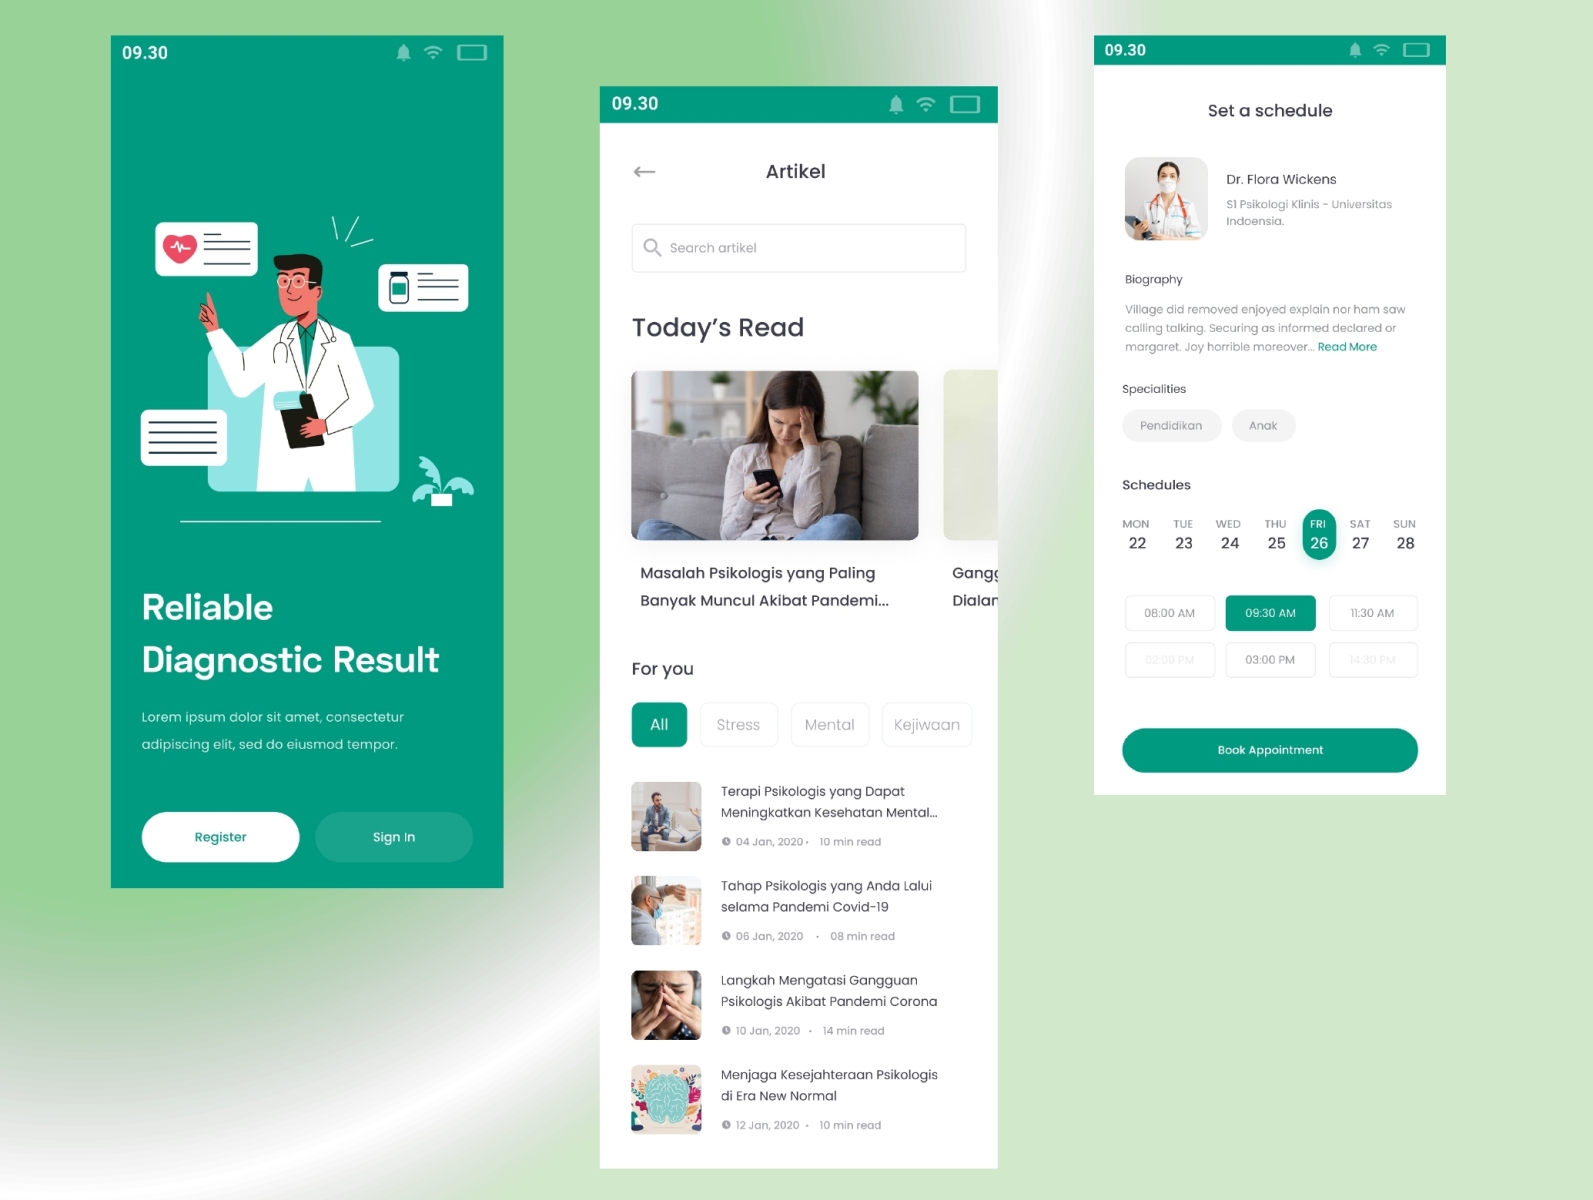 09.30
Reliable
Diagnostic Result
Lorem ipsum dolor sit amet, consectetur
adipiscing elit, sed do eiusmod tempor.
Register
Sign In
09.30
Artikel
Search artikel
Today's Read
Masalah Psikologis yang Paling
Banyak Muncul Akibat Pandemi...
Gangg
Dialan
For you
All
Stress
Mental
Kejiwaan
Terapi Psikologis yang Dapat
Meningkatkan Kesehatan Mental...
04 Jan, 2020 • 10 min read
Tahap Psikologis yang Anda Lalui
selama Pandemi Covid-19
06 Jan, 2020 • 08 min read
Langkah Mengatasi Gangguan
Psikologis Akibat Pandemi Corona
10 Jan, 2020 • 14 min read
Menjaga Kesejahteraan Psikologis
di Era New Normal
12 Jan, 2020 • 10 min read
09.30
Set a schedule
Dr. Flora Wickens
S1 Psikologi Klinis - Universitas
Indoensia.
Biography
Village did removed enjoyed explain nor ham saw
calling talking. Securing as informed declared or
margaret. Joy horrible moreover... Read More
Specialities
Pendidikan
Anak
Schedules
MON TUE WED THU FRI SAT SUN
22 23 24 25 26 27 28
08:00 AM
09:30 AM
11:30 AM
02:00 PM
03:00 PM
14:30 PM
Book Appointment